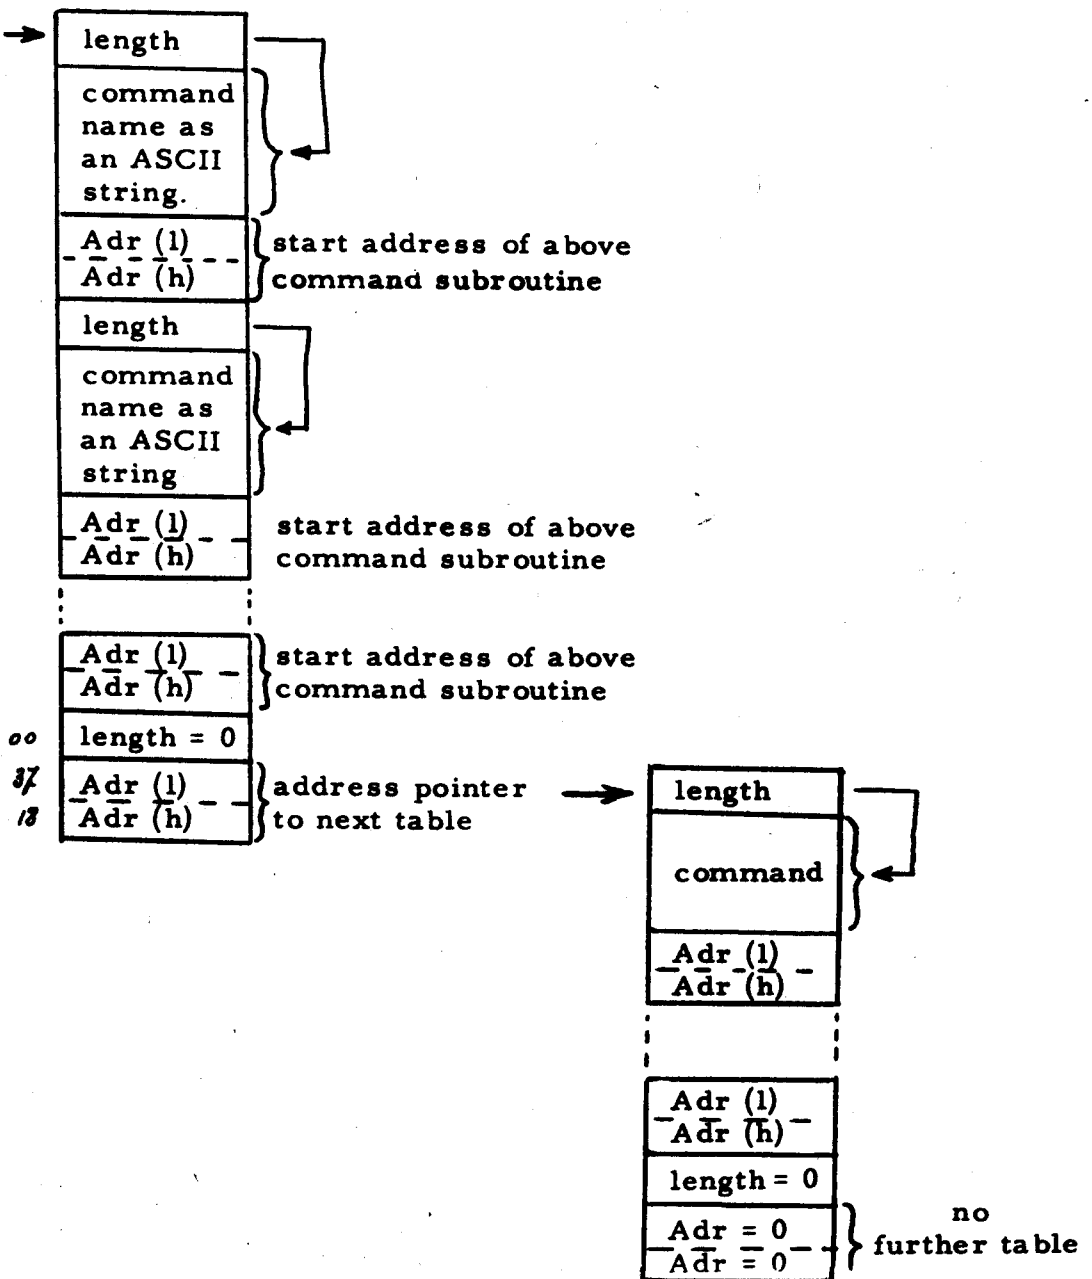 length
command
name as
an ASCII
string.
Adr (l)
Adr (h)
start address of above
command subroutine
length
command
name as
an ASCII
string
Adr (l)
Adr (h)
start address of above
command subroutine
Adr (l)
Adr (h)
start address of above
command subroutine
00
length = 0
37
18
Adr (l)
Adr (h)
address pointer
to next table
length
command
Adr (l)
Adr (h)
Adr (l)
Adr (h)
length = 0
Adr = 0
Adr = 0
no
further table